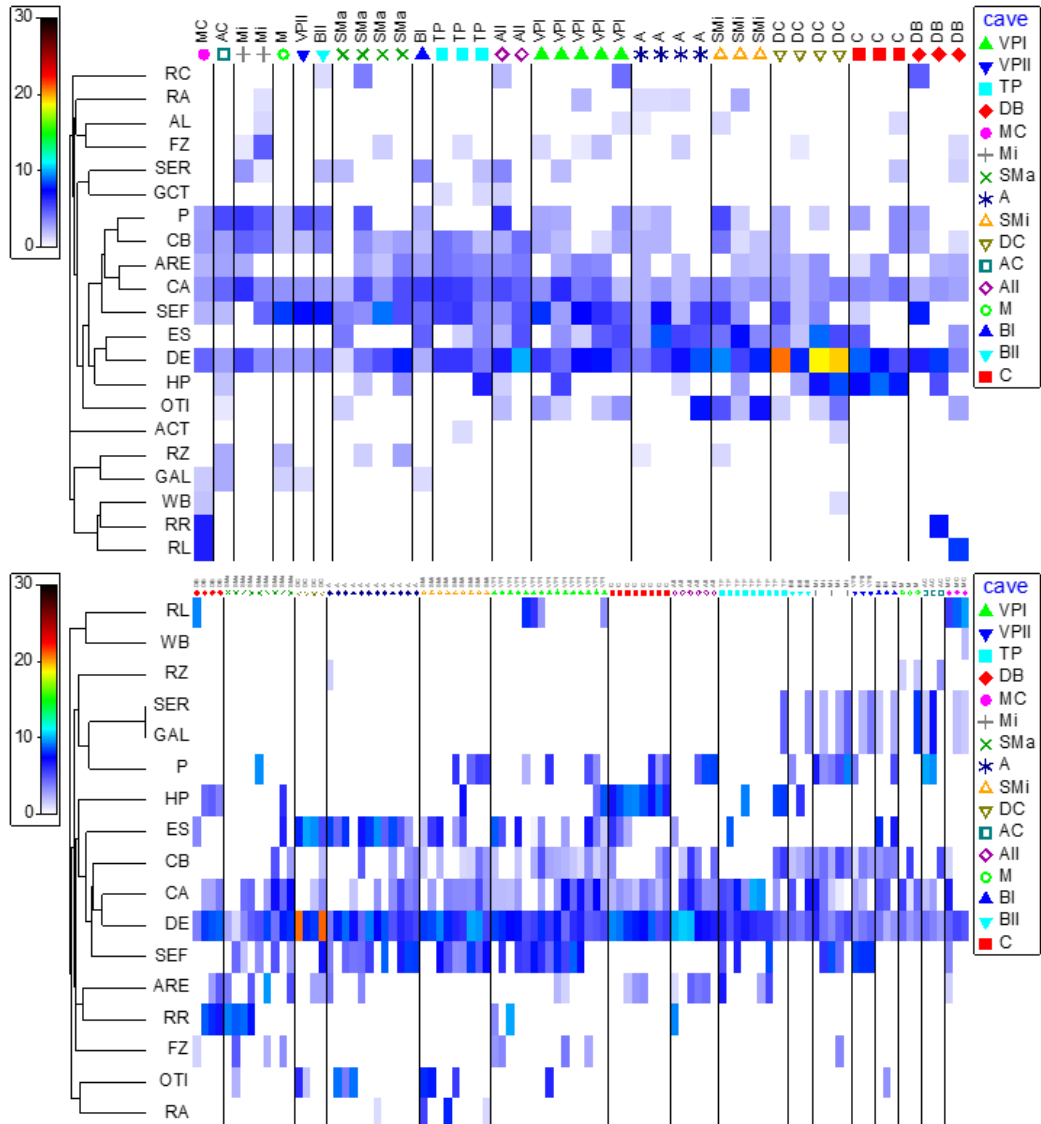 30
20
10
0
MC AC Mi Mi M VPII BII SMa SMa SMa SMa BI TP TP TP AII AII VPI VPI VPI VPI VPI A A A A SMi SMi SMi DC DC DC DC C C C DB DB DB
RC
RA
AL
FZ
SER
GCT
P
CB
ARE
CA
SEF
ES
DE
HP
OTI
ACT
RZ
GAL
WB
RR
RL
cave
VPI
VPII
TP
DB
MC
Mi
SMa
A
SMi
DC
AC
AII
M
BI
BII
C
30
20
10
0
RL
WB
RZ
SER
GAL
P
HP
ES
CB
CA
DE
SEF
ARE
RR
FZ
OTI
RA
cave
VPI
VPII
TP
DB
MC
Mi
SMa
A
SMi
DC
AC
AII
M
BI
BII
C